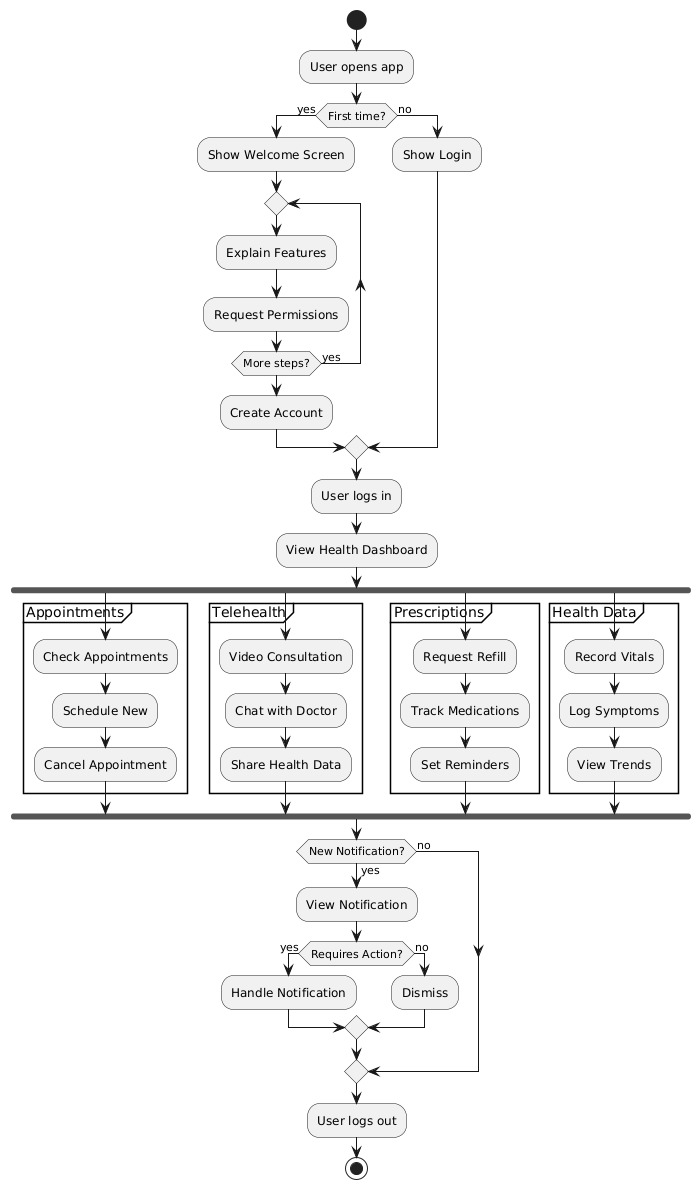 User opens app
First time?
yes
no
Show Welcome Screen
Show Login
Explain Features
Request Permissions
More steps?
yes
Create Account
User logs in
View Health Dashboard
Appointments
Check Appointments
Schedule New
Cancel Appointment
Telehealth
Video Consultation
Chat with Doctor
Share Health Data
Prescriptions
Request Refill
Track Medications
Set Reminders
Health Data
Record Vitals
Log Symptoms
View Trends
New Notification?
no
yes
View Notification
Requires Action?
yes
no
Handle Notification
Dismiss
User logs out